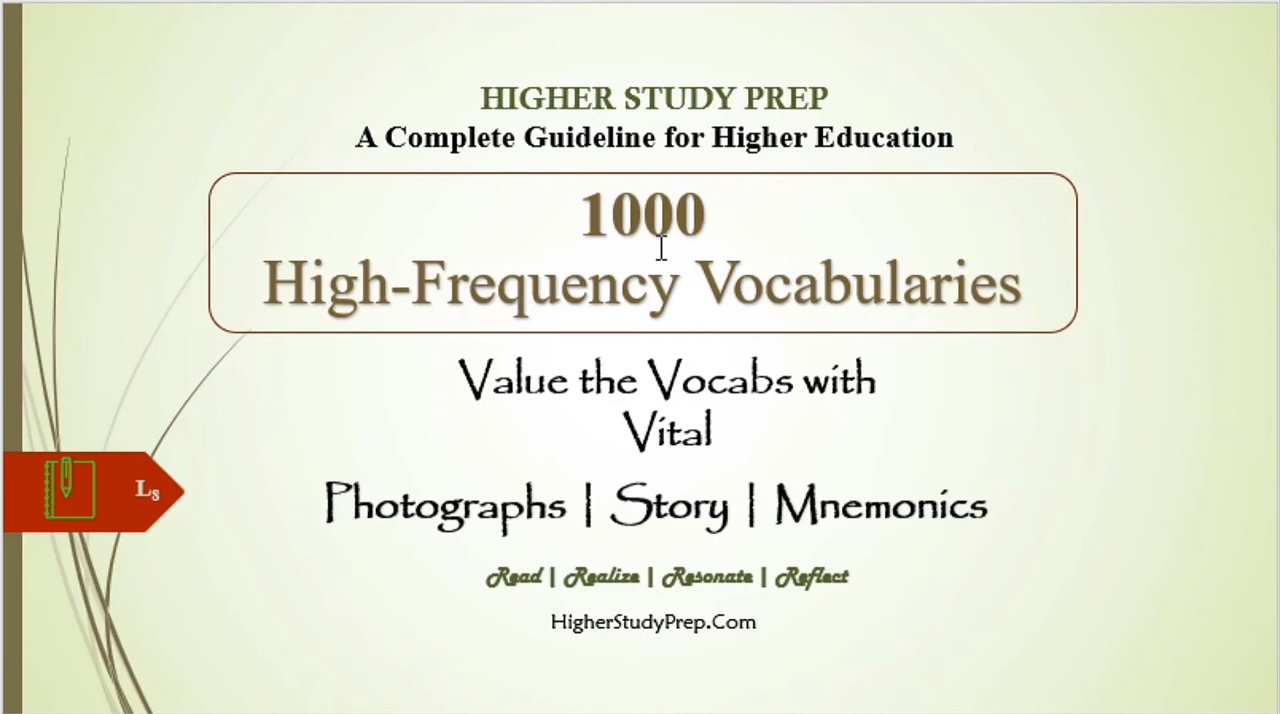 HIGHER STUDY PREP
A Complete Guideline for Higher Education
1000
High-Frequency Vocabularies
Value the Vocabs with
Vital
Photographs | Story | Mnemonics
L8
Read | Realize | Resonate | Reflect
HigherStudyPrep.Com